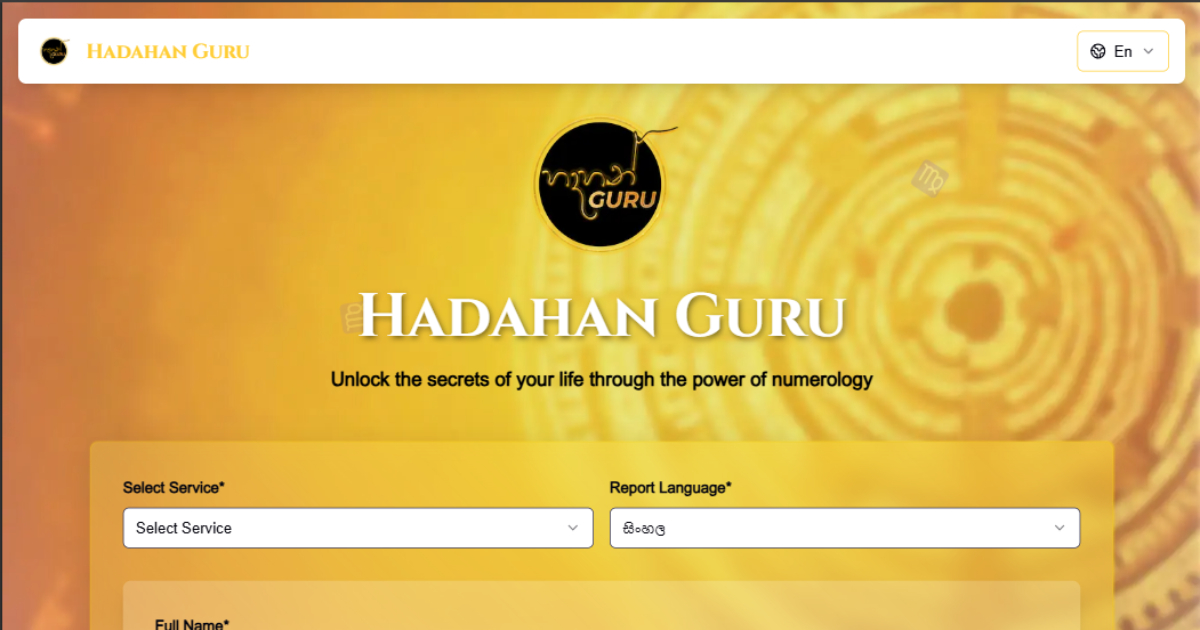 Hadahan Guru
En
හදහන්
GURU
Hadahan Guru
Unlock the secrets of your life through the power of numerology
Select Service*
Report Language*
Select Service
සිංහල
Full Name*